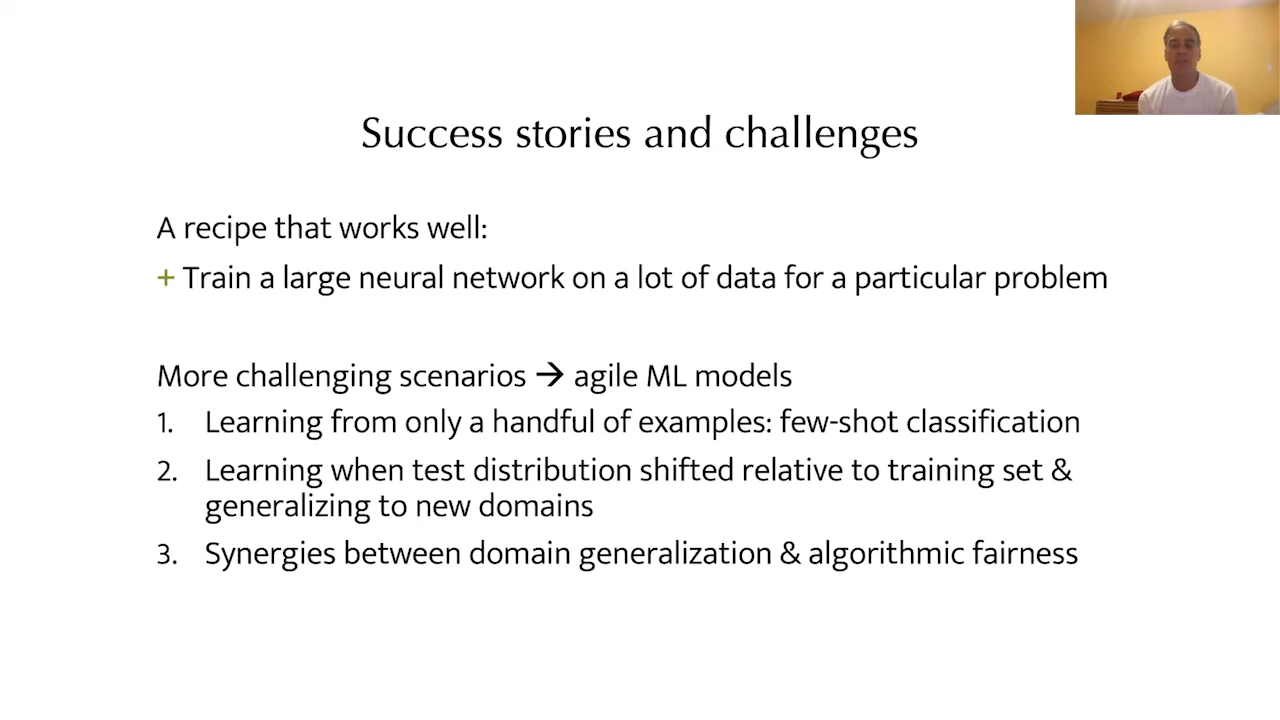 Success stories and challenges
A recipe that works well:
+ Train a large neural network on a lot of data for a particular problem
More challenging scenarios → agile ML models
1. Learning from only a handful of examples: few-shot classification
2. Learning when test distribution shifted relative to training set &
generalizing to new domains
3. Synergies between domain generalization & algorithmic fairness